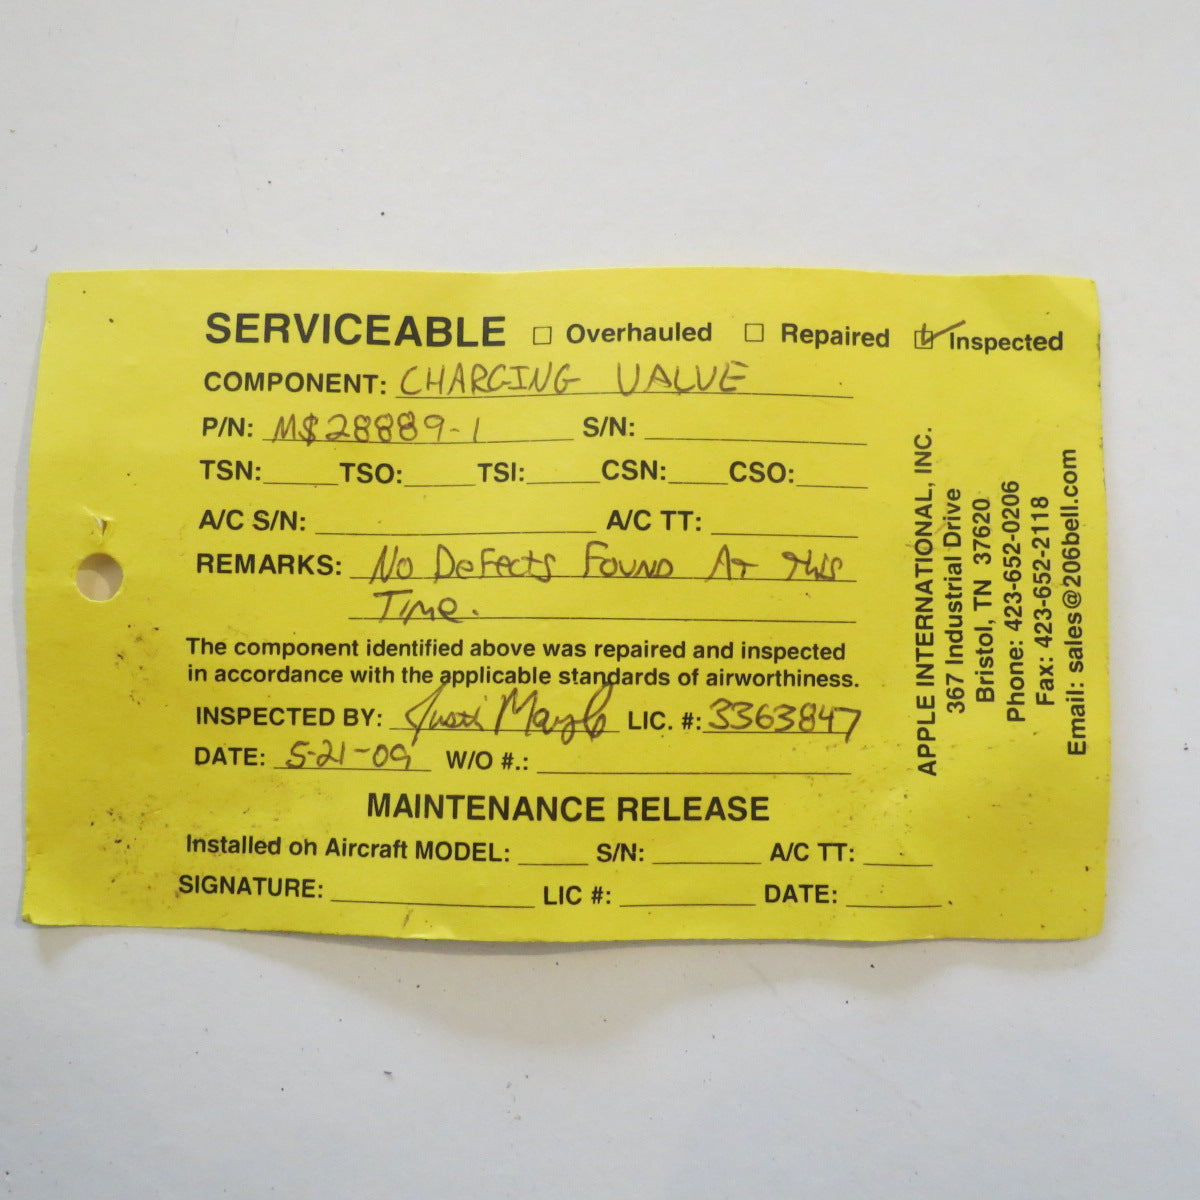 SERVICEABLE ☐ Overhauled ☐ Repaired ☑ Inspected
COMPONENT: CHARGING VALVE
P/N: MS28889-1 S/N:
TSN: TSO: TSI: CSN: CSO:
A/C S/N: A/C TT:
REMARKS: No Defects Found At this
Time.
The component identified above was repaired and inspected
in accordance with the applicable standards of airworthiness.
INSPECTED BY: Justi LIC. #: 3363847
DATE: 5-21-09 W/O #.:
MAINTENANCE RELEASE
Installed on Aircraft MODEL: S/N: A/C TT:
SIGNATURE: LIC #: DATE:
APPLE INTERNATIONAL, INC.
367 Industrial Drive
Bristol, TN 37620
Phone: 423-652-0206
Fax: 423-652-2118
Email: sales@206bell.com